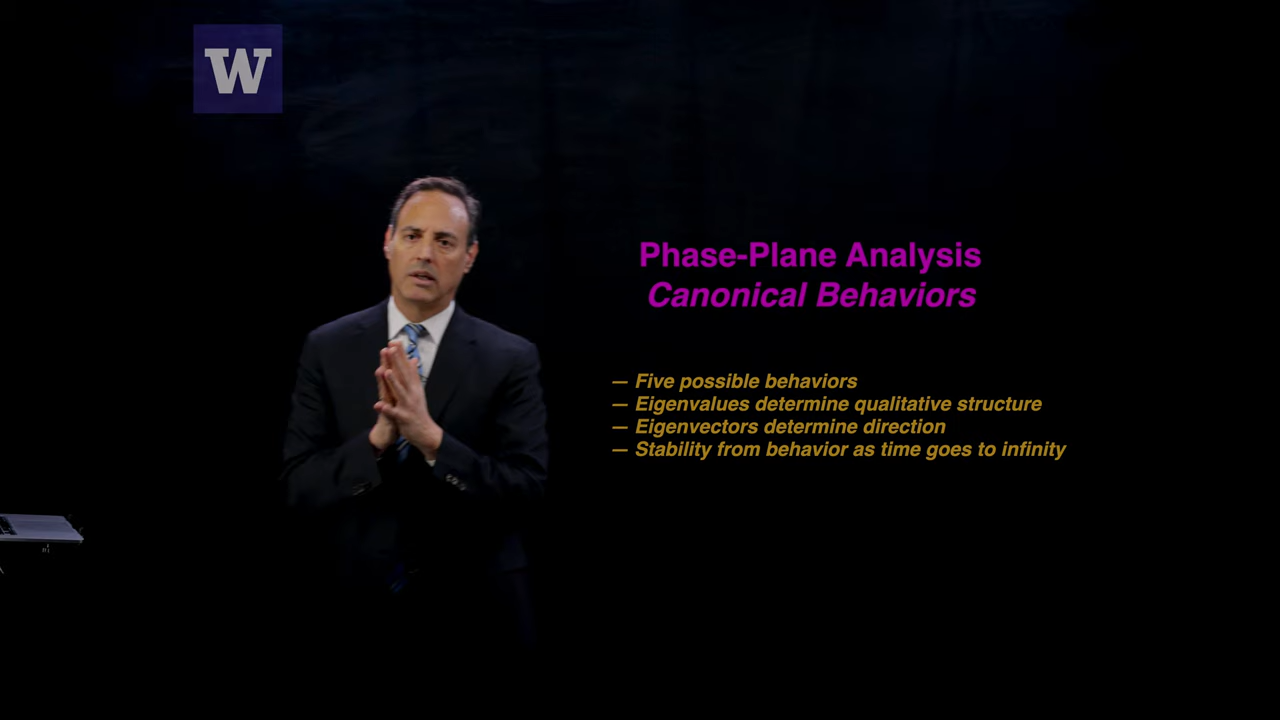 W
Phase-Plane Analysis
Canonical Behaviors
— Five possible behaviors
— Eigenvalues determine qualitative structure
— Eigenvectors determine direction
— Stability from behavior as time goes to infinity